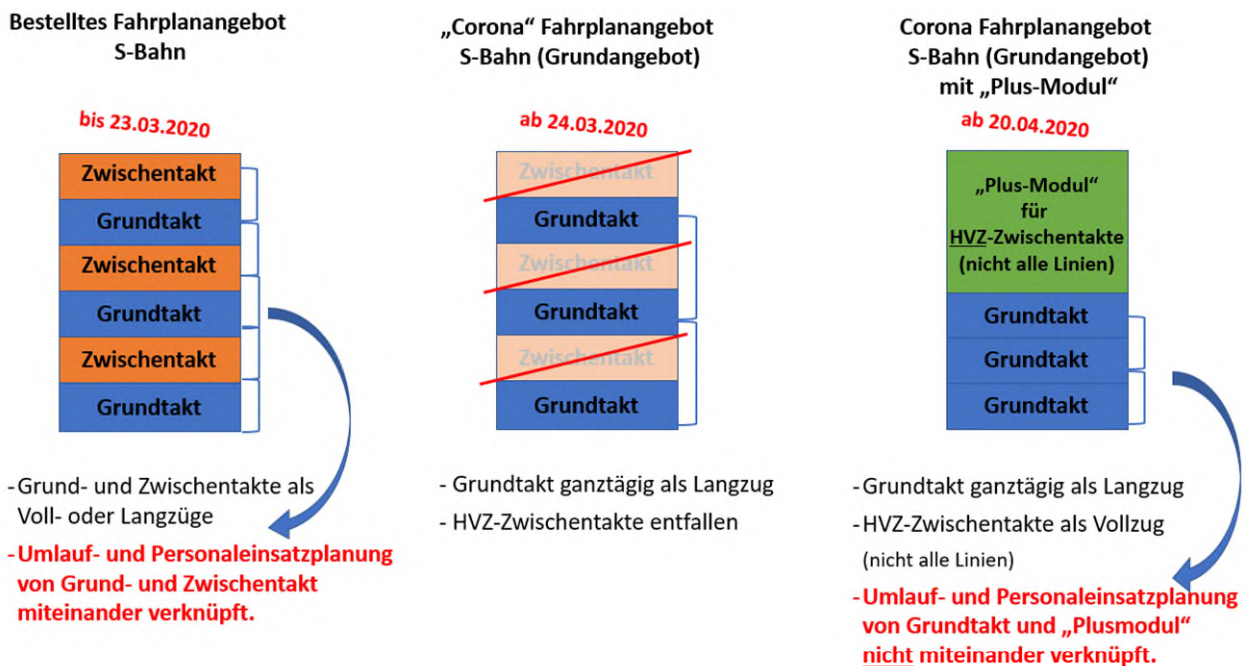 Bestelltes Fahrplanangebot
S-Bahn
bis 23.03.2020
Zwischentakt
Grundtakt
Zwischentakt
Grundtakt
Zwischentakt
Grundtakt
-Grund- und Zwischentakte als
Voll- oder Langzüge
-Umlauf- und Personaleinsatzplanung
von Grund- und Zwischentakt
miteinander verknüpft.
„Corona“ Fahrplanangebot
S-Bahn (Grundangebot)
ab 24.03.2020
Zwischentakt
Grundtakt
Zwischentakt
Grundtakt
Zwischentakt
Grundtakt
- Grundtakt ganztägig als Langzug
- HVZ-Zwischentakte entfallen
Corona Fahrplanangebot
S-Bahn (Grundangebot)
mit „Plus-Modul“
ab 20.04.2020
„Plus-Modul“
für
HVZ-Zwischentakte
(nicht alle Linien)
Grundtakt
Grundtakt
Grundtakt
-Grundtakt ganztägig als Langzug
-HVZ-Zwischentakte als Vollzug
(nicht alle Linien)
-Umlauf- und Personaleinsatzplanung
von Grundtakt und „Plusmodul“
nicht miteinander verknüpft.